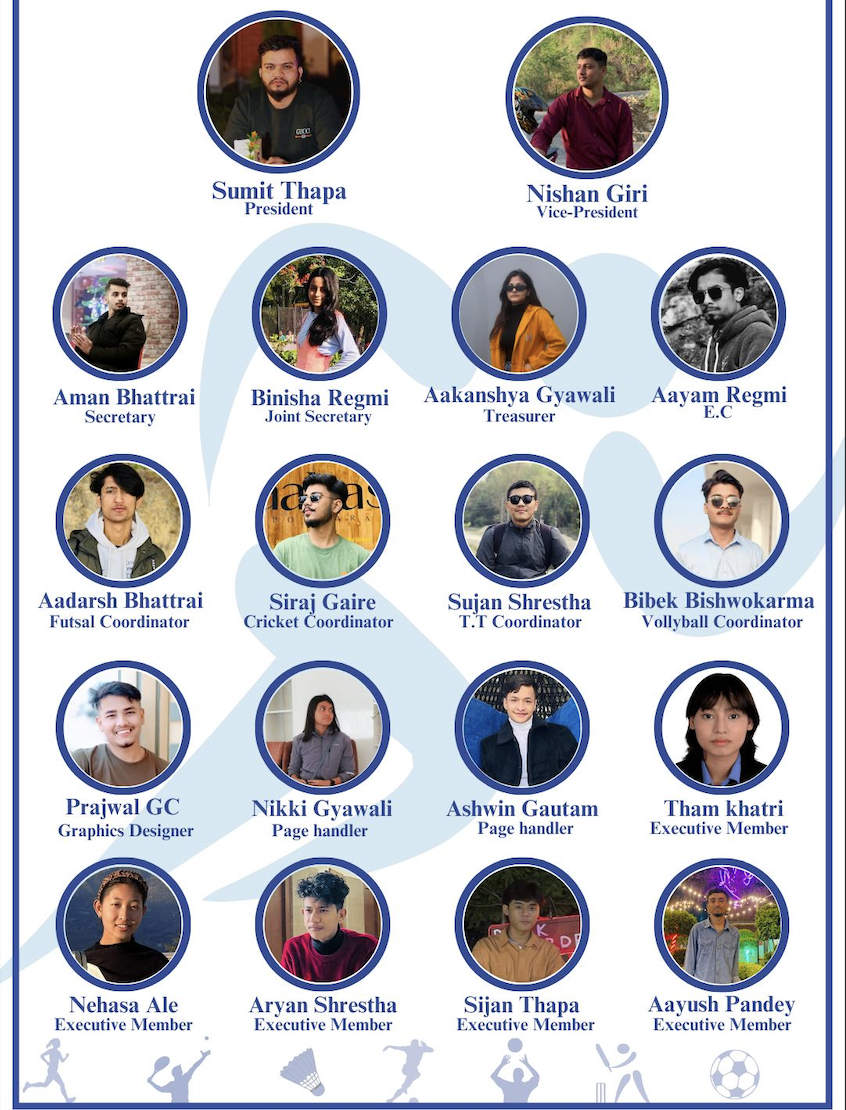 GUCCI
Sumit Thapa
President
Nishan Giri
Vice-President
Aman Bhattrai
Secretary
Binisha Regmi
Joint Secretary
Aakanshya Gyawali
Treasurer
Aayam Regmi
E.C
Aadarsh Bhattrai
Futsal Coordinator
Siraj Gaire
Cricket Coordinator
Sujan Shrestha
T.T Coordinator
Bibek Bishwokarma
Vollyball Coordinator
Prajwal GC
Graphics Designer
Nikki Gyawali
Page handler
Ashwin Gautam
Page handler
Tham khatri
Executive Member
Nehasa Ale
Executive Member
Aryan Shrestha
Executive Member
Sijan Thapa
Executive Member
Aayush Pandey
Executive Member